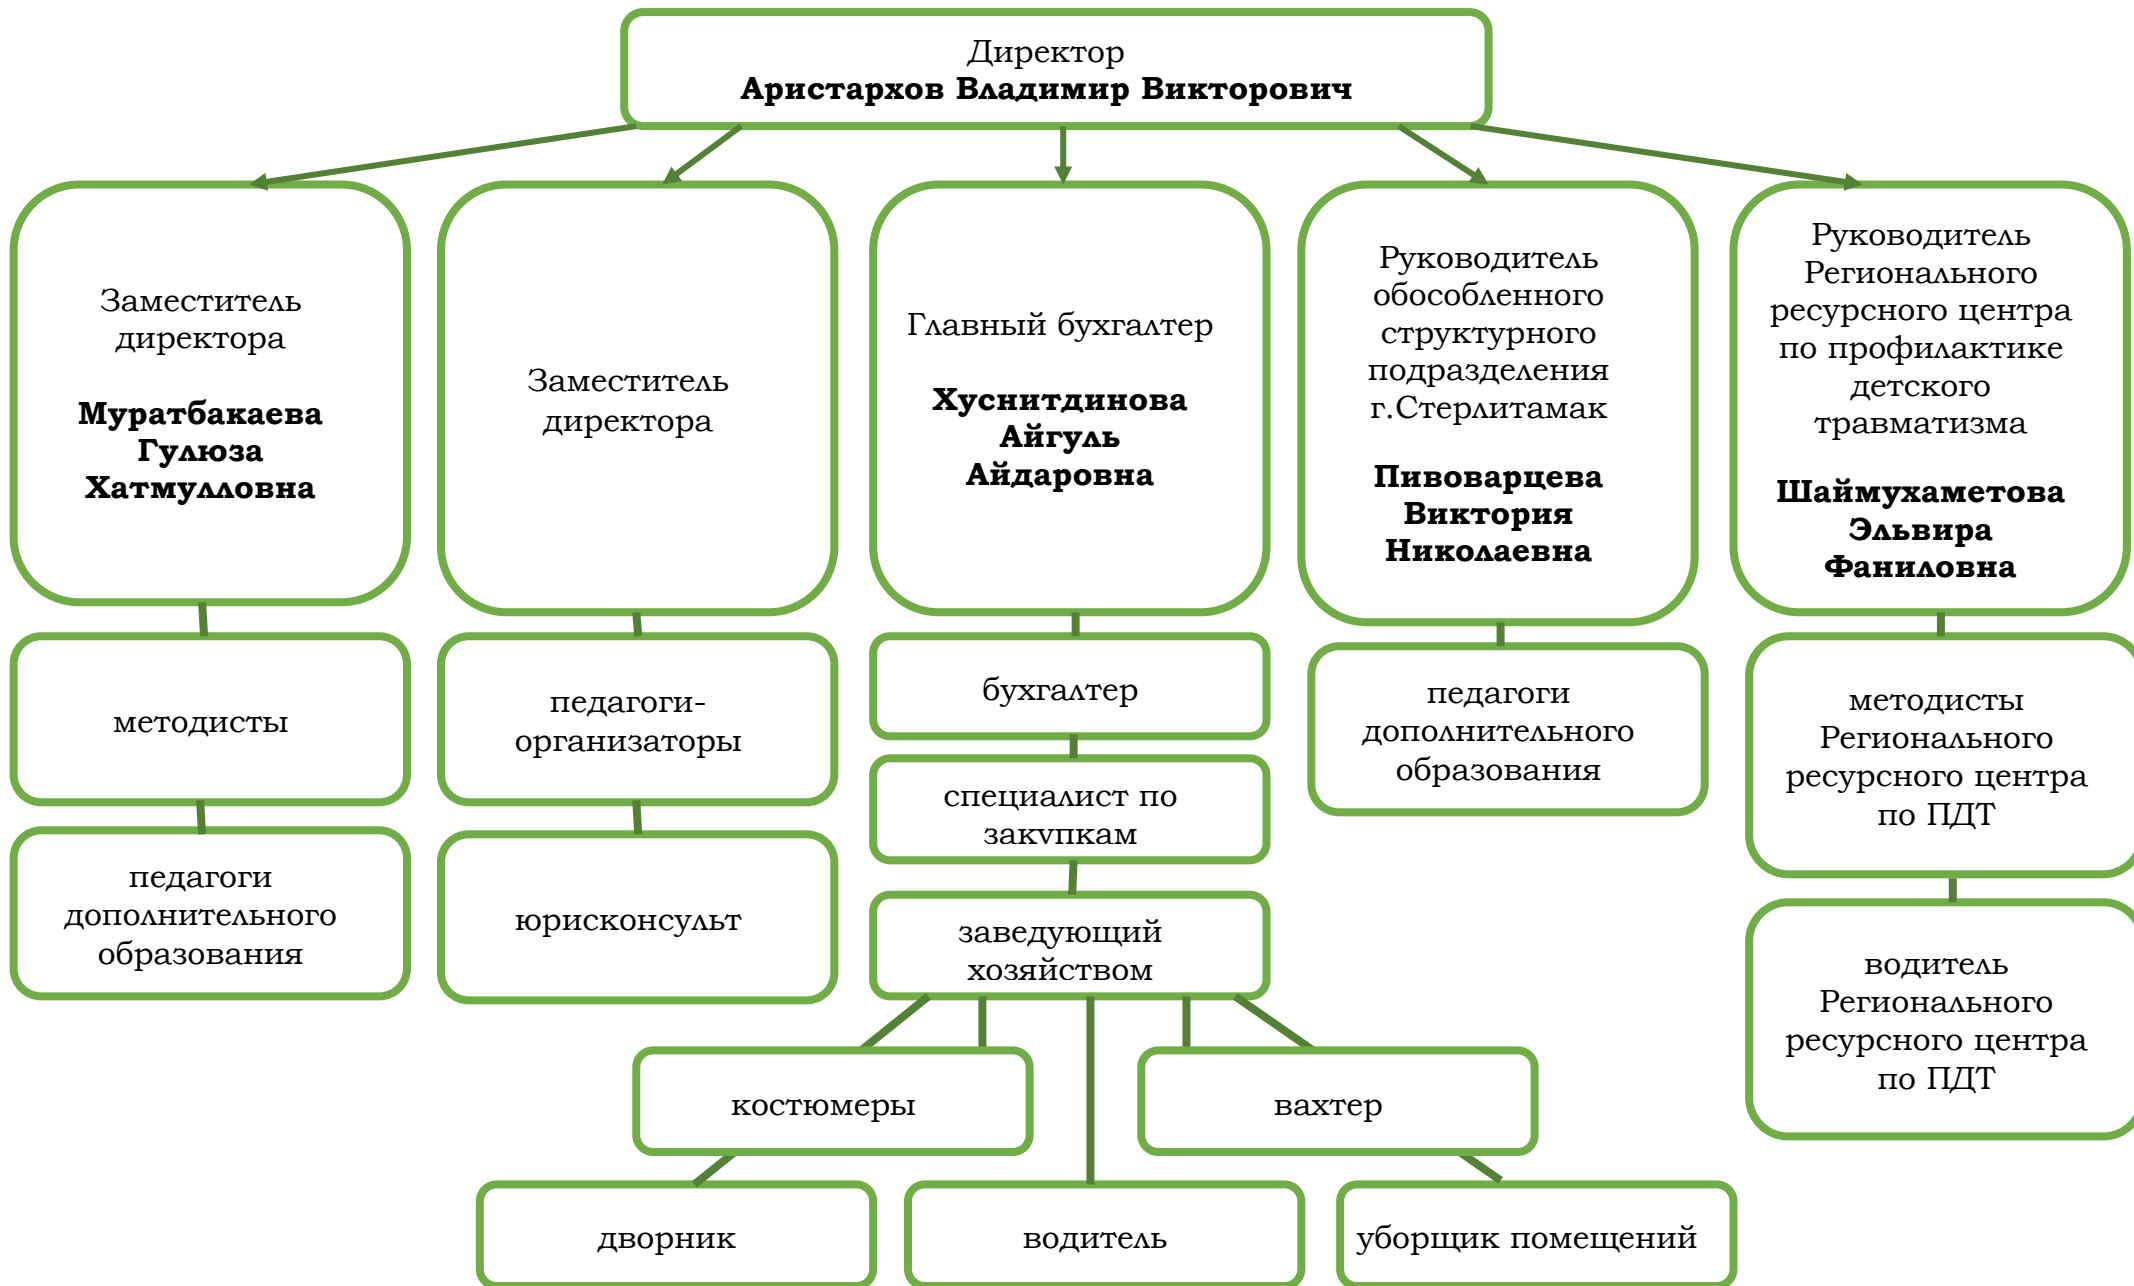 Директор
Аристархов Владимир Викторович
Заместитель
директора
Муратбакаева
Гулюза
Хатмулловна
Заместитель
директора
Главный бухгалтер
Хуснитдинова
Айгуль
Айдаровна
Руководитель
обособленного
структурного
подразделения
г.Стерлитамак
Пивоварцева
Виктория
Николаевна
Руководитель
Регионального
ресурсного центра
по профилактике
детского
травматизма
Шаймухаметова
Эльвира
Фаниловна
методисты
педагоги-
организаторы
бухгалтер
педагоги
дополнительного
образования
методисты
Регионального
ресурсного центра
по ПДТ
специалист по
закупкам
педагоги
дополнительного
образования
юрисконсульт
заведующий
хозяйством
водитель
Регионального
ресурсного центра
по ПДТ
костюмеры
вахтер
дворник
водитель
уборщик помещений